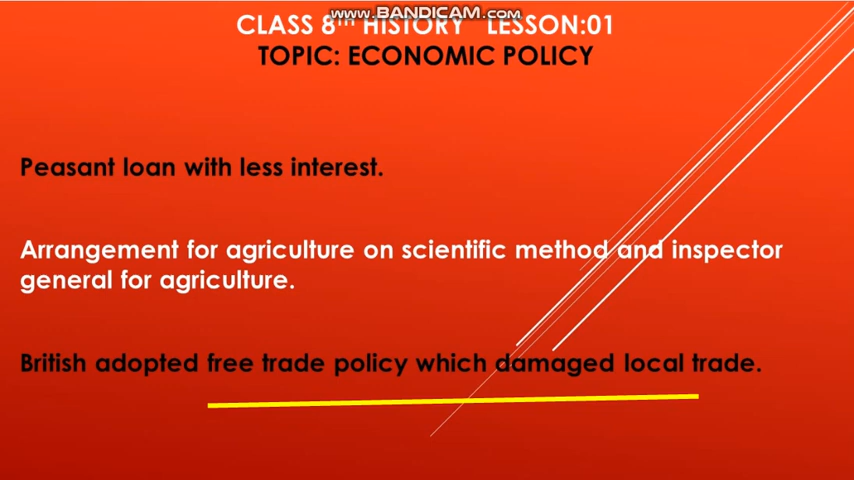 www.BANDICAM.com
CLASS 8th HISTORY LESSON:01
TOPIC: ECONOMIC POLICY
Peasant loan with less interest.
Arrangement for agriculture on scientific method and inspector
general for agriculture.
British adopted free trade policy which damaged local trade.